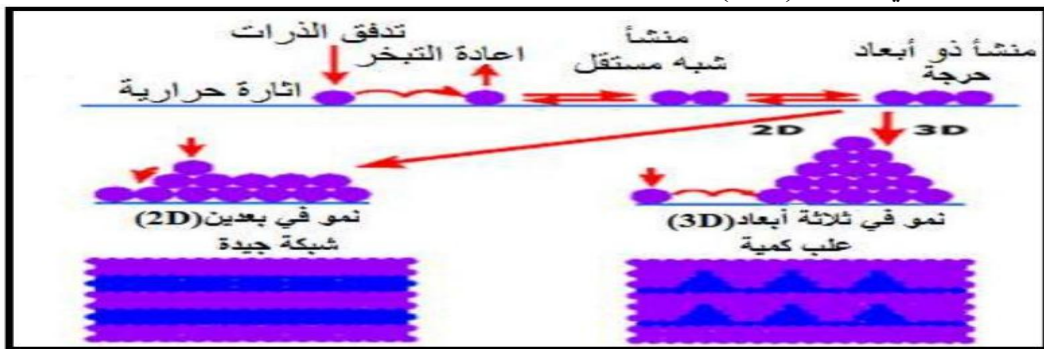 تدفق الذرات
اعادة التبخر
اثارة حرارية
منشأ
شبه مستقل
منشأ ذو أبعاد
حرجة
2D
3D
نمو في بعدين(2D)
شبكة جيدة
نمو في ثلاثة أبعاد(3D)
علب كمية